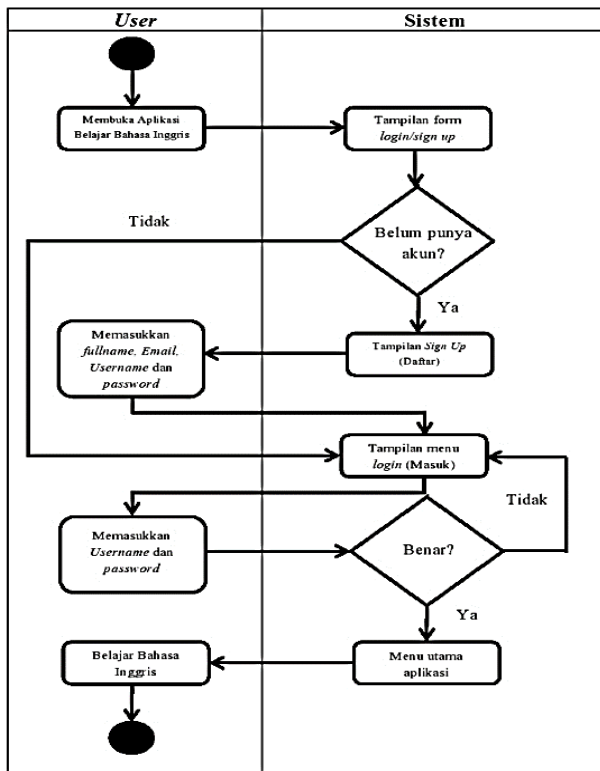 User
Sistem
Membuka Aplikasi
Belajar Bahasa Inggris
Tampilan form
login/sign up
Belum punya
akun?
Tidak
Ya
Tampilan Sign Up
(Daftar)
Memasukkan
fullname, Email,
Username dan
password
Tampilan menu
login (Masuk)
Memasukkan
Username dan
password
Benar?
Tidak
Ya
Menu utama
aplikasi
Belajar Bahasa
Inggris